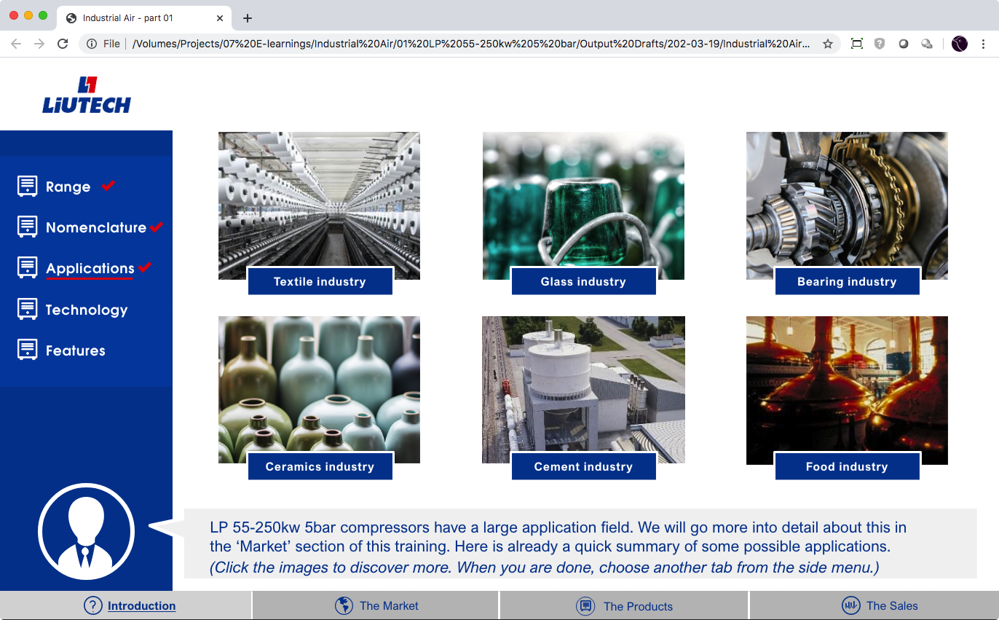 Industrial Air - part 01
File
/Volumes/Projects/07%20E-learnings/Industrial%20Air/01%20LP%2055-250kw%205%20bar/Output%20Drafts/202-03-19/Industrial%20Air...
LiUTECH
Range
Nomenclature
Applications
Technology
Features
Textile industry
Glass industry
Bearing industry
Ceramics industry
Cement industry
Food industry
LP 55-250kw 5bar compressors have a large application field. We will go more into detail about this in
the ‘Market’ section of this training. Here is already a quick summary of some possible applications.
(Click the images to discover more. When you are done, choose another tab from the side menu.)
Introduction
The Market
The Products
The Sales